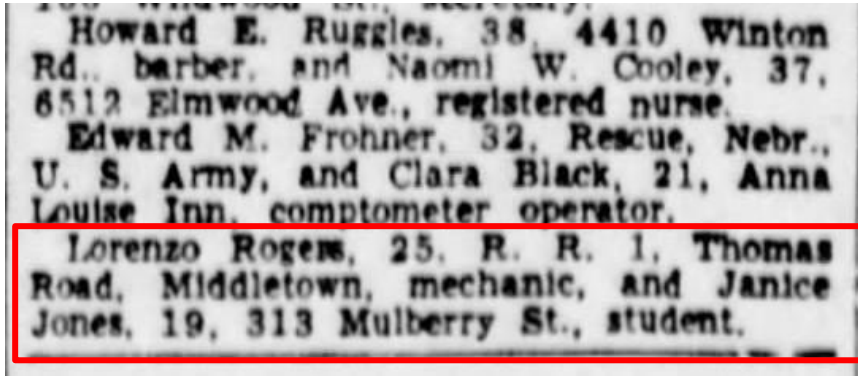 Howard E. Ruggles, 38, 4410 Winton
Rd., barber, and Naomi W. Cooley, 37,
6512 Elmwood Ave., registered nurse.
Edward M. Frohner, 32, Rescue, Nebr.,
U. S. Army, and Clara Black, 21, Anna
Louise Inn, comptometer operator.
Lorenzo Rogers, 25, R. R. 1, Thomas
Road, Middletown, mechanic, and Janice
Jones, 19, 313 Mulberry St., student.